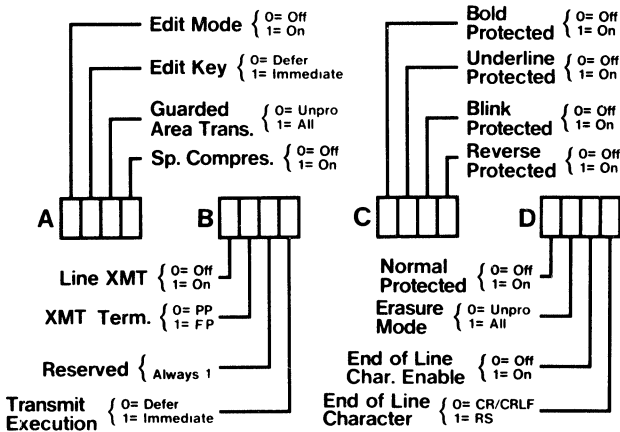 Edit Mode { 0= Off
1= On
Edit Key { 0= Defer
1= Immediate
Guarded
Area Trans. { 0= Unpro
1= All
Sp. Compres. { 0= Off
1= On
A
B
Line XMT { 0= Off
1= On
XMT Term. { 0= PP
1= FP
Reserved { Always 1
Transmit
Execution { 0= Defer
1= Immediate
Bold
Protected { 0= Off
1= On
Underline
Protected { 0= Off
1= On
Blink
Protected { 0= Off
1= On
Reverse
Protected { 0= Off
1= On
C
D
Normal
Protected { 0= Off
1= On
Erasure
Mode { 0= Unpro
1= All
End of Line
Char. Enable { 0= Off
1= On
End of Line
Character { 0= CR/CRLF
1= RS